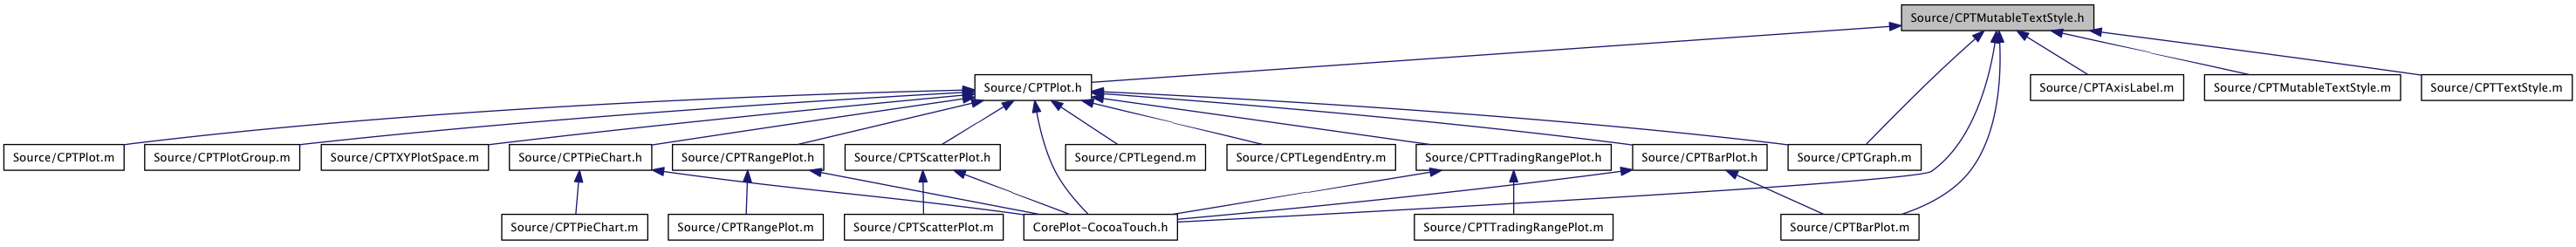 Source/CPTMutableTextStyle.h
Source/CPTPlot.h
Source/CPTAxisLabel.m
Source/CPTMutableTextStyle.m
Source/CPTTextStyle.m
Source/CPTPlot.m
Source/CPTPlotGroup.m
Source/CPTXYPlotSpace.m
Source/CPTPieChart.h
Source/CPTRangePlot.h
Source/CPTScatterPlot.h
Source/CPTLegend.m
Source/CPTLegendEntry.m
Source/CPTTradingRangePlot.h
Source/CPTBarPlot.h
Source/CPTGraph.m
Source/CPTPieChart.m
Source/CPTRangePlot.m
Source/CPTScatterPlot.m
CorePlot-CocoaTouch.h
Source/CPTTradingRangePlot.m
Source/CPTBarPlot.m